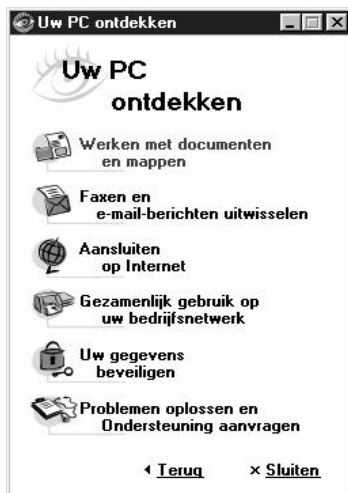 Uw PC ontdekken
Uw PC
ontdekken
Werken met documenten
en mappen
Faxen en
e-mail-berichten uitwisselen
Aansluiten
op Internet
Gezamenlijk gebruik op
uw bedrijfsnetwerk
Uw gegevens
beveiligen
Problemen oplossen en
Ondersteuning aanvragen
Terug × Sluiten